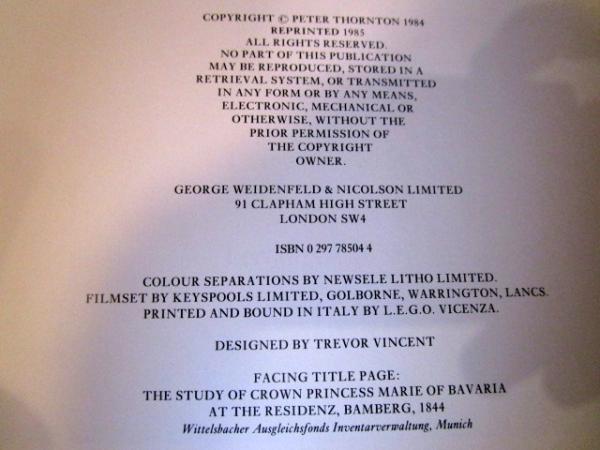 COPYRIGHT © PETER THORNTON 1984
REPRINTED 1985
ALL RIGHTS RESERVED.
NO PART OF THIS PUBLICATION
MAY BE REPRODUCED, STORED IN A
RETRIEVAL SYSTEM, OR TRANSMITTED
IN ANY FORM OR BY ANY MEANS,
ELECTRONIC, MECHANICAL OR
OTHERWISE, WITHOUT THE
PRIOR PERMISSION OF
THE COPYRIGHT
OWNER.
GEORGE WEIDENFELD & NICOLSON LIMITED
91 CLAPHAM HIGH STREET
LONDON SW4
ISBN 0 297 78504 4
COLOUR SEPARATIONS BY NEWSELE LITHO LIMITED.
FILMSET BY KEYSPOOLS LIMITED, GOLBORNE, WARRINGTON, LANCS.
PRINTED AND BOUND IN ITALY BY L.E.G.O. VICENZA.
DESIGNED BY TREVOR VINCENT
FACING TITLE PAGE:
THE STUDY OF CROWN PRINCESS MARIE OF BAVARIA
AT THE RESIDENZ, BAMBERG, 1844
Wittelsbacher Ausgleichsfonds Inventarverwaltung, Munich